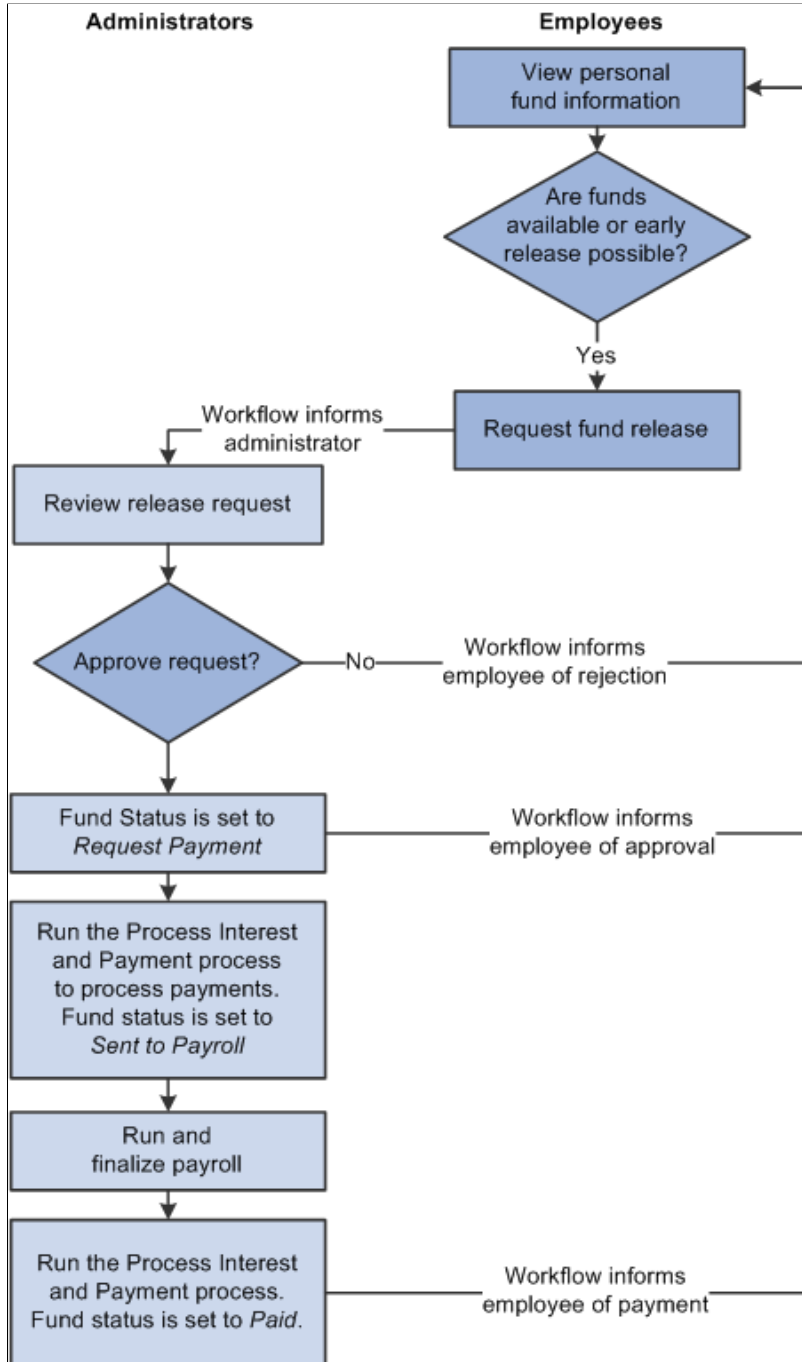 Administrators
Employees
View personal
fund information
Are funds
available or early
release possible?
Yes
Request fund release
Workflow informs
administrator
Review release request
Approve request?
No
Workflow informs
employee of rejection
Fund Status is set to
Request Payment
Workflow informs
employee of approval
Run the Process Interest
and Payment process
to process payments.
Fund status is set to
Sent to Payroll
Run and
finalize payroll
Run the Process Interest
and Payment process.
Fund status is set to Paid.
Workflow informs
employee of payment